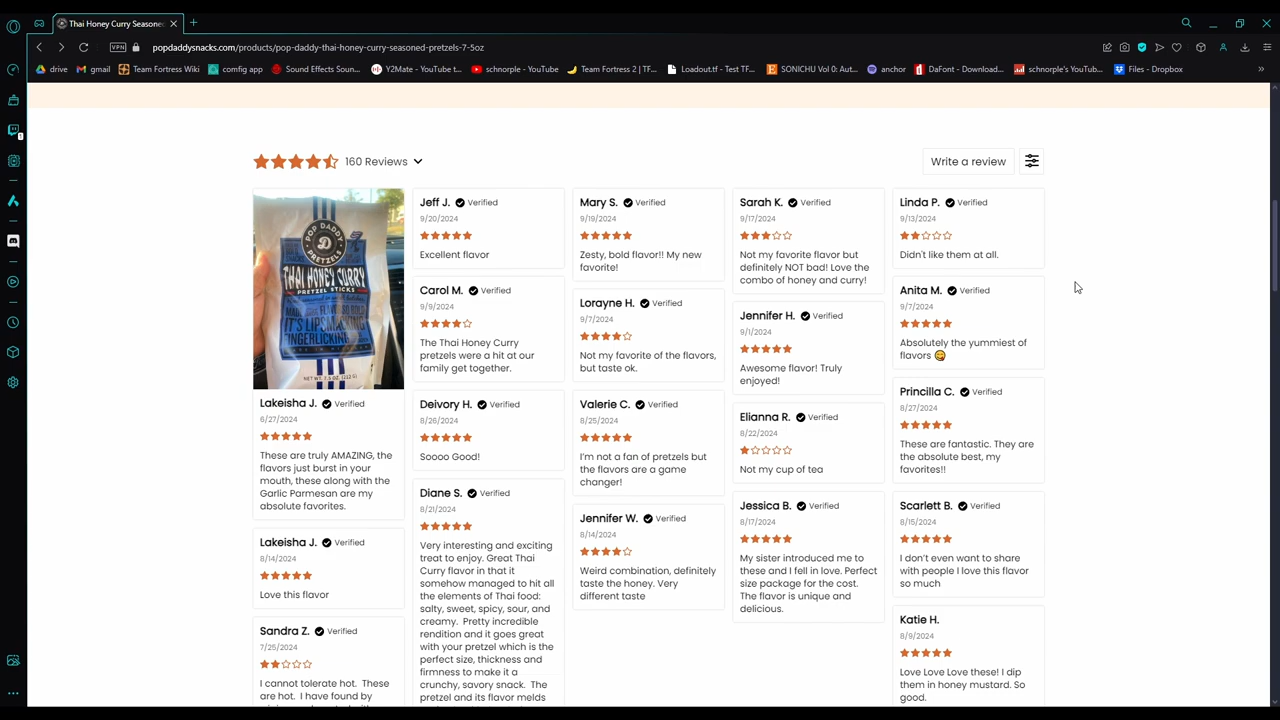 Thai Honey Curry Seasone
VPN
popdaddysnacks.com/products/pop-daddy-thai-honey-curry-seasoned-pretzels-7-5oz
drive
gmail
Team Fortress Wiki
comfig app
Sound Effects Soun...
Y2Mate - YouTube t...
schnorple - YouTube
Team Fortress 2 | TF...
Loadout.tf - Test TF...
SONICHU Vol 0: Aut...
anchor
DaFont - Download...
schnorple's YouTub...
Files - Dropbox
160 Reviews
Write a review
POP DADDY
PRETZELS
THAI HONEY CURRY
PRETZEL STICKS
IT'S LIPSMACKING
FINGERLICKING
Lakeisha J. Verified
6/27/2024
These are truly AMAZING, the
flavors just burst in your
mouth, these along with the
Garlic Parmesan are my
absolute favorites.
Lakeisha J. Verified
8/14/2024
Love this flavor
Sandra Z. Verified
7/25/2024
I cannot tolerate hot. These
are hot. I have found by
Jeff J. Verified
9/20/2024
Excellent flavor
Carol M. Verified
9/9/2024
The Thai Honey Curry
pretzels were a hit at our
family get together.
Deivory H. Verified
8/26/2024
Soooo Good!
Diane S. Verified
8/21/2024
Very interesting and exciting
treat to enjoy. Great Thai
Curry flavor in that it
somehow managed to hit all
the elements of Thai food:
salty, sweet, spicy, sour, and
creamy. Pretty incredible
rendition and it goes great
with your pretzel which is the
perfect size, thickness and
firmness to make it a
crunchy, savory snack. The
pretzel and its flavor melds
Mary S. Verified
9/19/2024
Zesty, bold flavor!! My new
favorite!
Lorayne H. Verified
9/7/2024
Not my favorite of the flavors,
but taste ok.
Valerie C. Verified
8/25/2024
I'm not a fan of pretzels but
the flavors are a game
changer!
Jennifer W. Verified
8/14/2024
Weird combination, definitely
taste the honey. Very
different taste
Sarah K. Verified
9/17/2024
Not my favorite flavor but
definitely NOT bad! Love the
combo of honey and curry!
Jennifer H. Verified
9/1/2024
Awesome flavor! Truly
enjoyed!
Elianna R. Verified
8/22/2024
Not my cup of tea
Jessica B. Verified
8/17/2024
My sister introduced me to
these and I fell in love. Perfect
size package for the cost.
The flavor is unique and
delicious.
Linda P. Verified
9/13/2024
Didn't like them at all.
Anita M. Verified
9/7/2024
Absolutely the yummiest of
flavors 😋
Princilla C. Verified
8/27/2024
These are fantastic. They are
the absolute best, my
favorites!!
Scarlett B. Verified
8/15/2024
I don't even want to share
with people I love this flavor
so much
Katie H.
8/9/2024
Love Love Love these! I dip
them in honey mustard. So
good.